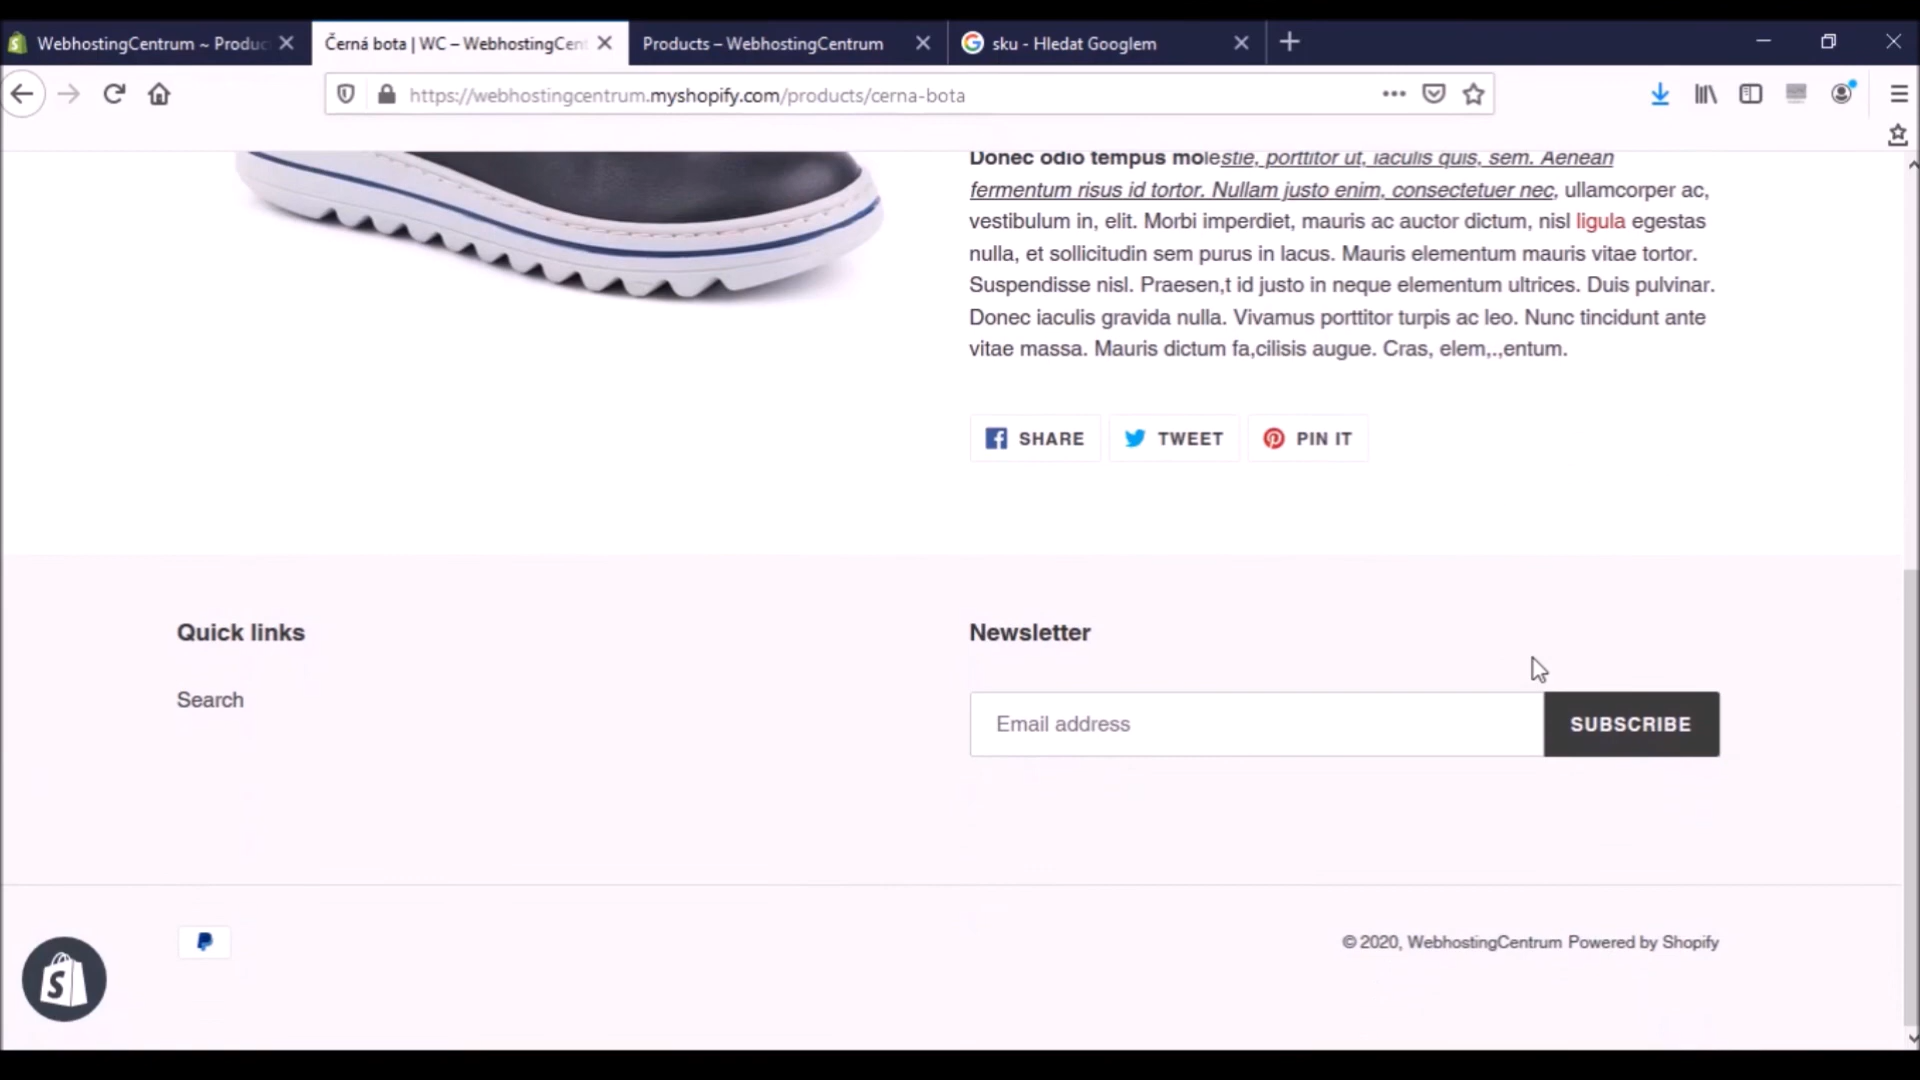 WebhostingCentrum ~ Produc
Černá bota | WC – WebhostingCent
Products – WebhostingCentrum
sku - Hledat Googlem
https://webhostingcentrum.myshopify.com/products/cerna-bota
Donec odio tempus molestie, porttitor ut, iaculis quis, sem. Aenean
fermentum risus id tortor. Nullam justo enim, consectetuer nec, ullamcorper ac,
vestibulum in, elit. Morbi imperdiet, mauris ac auctor dictum, nisl ligula egestas
nulla, et sollicitudin sem purus in lacus. Mauris elementum mauris vitae tortor.
Suspendisse nisl. Praesen,t id justo in neque elementum ultrices. Duis pulvinar.
Donec iaculis gravida nulla. Vivamus porttitor turpis ac leo. Nunc tincidunt ante
vitae massa. Mauris dictum fa,cilisis augue. Cras, elem,.,entum.
SHARE
TWEET
PIN IT
Quick links
Search
Newsletter
Email address
SUBSCRIBE
© 2020, WebhostingCentrum Powered by Shopify